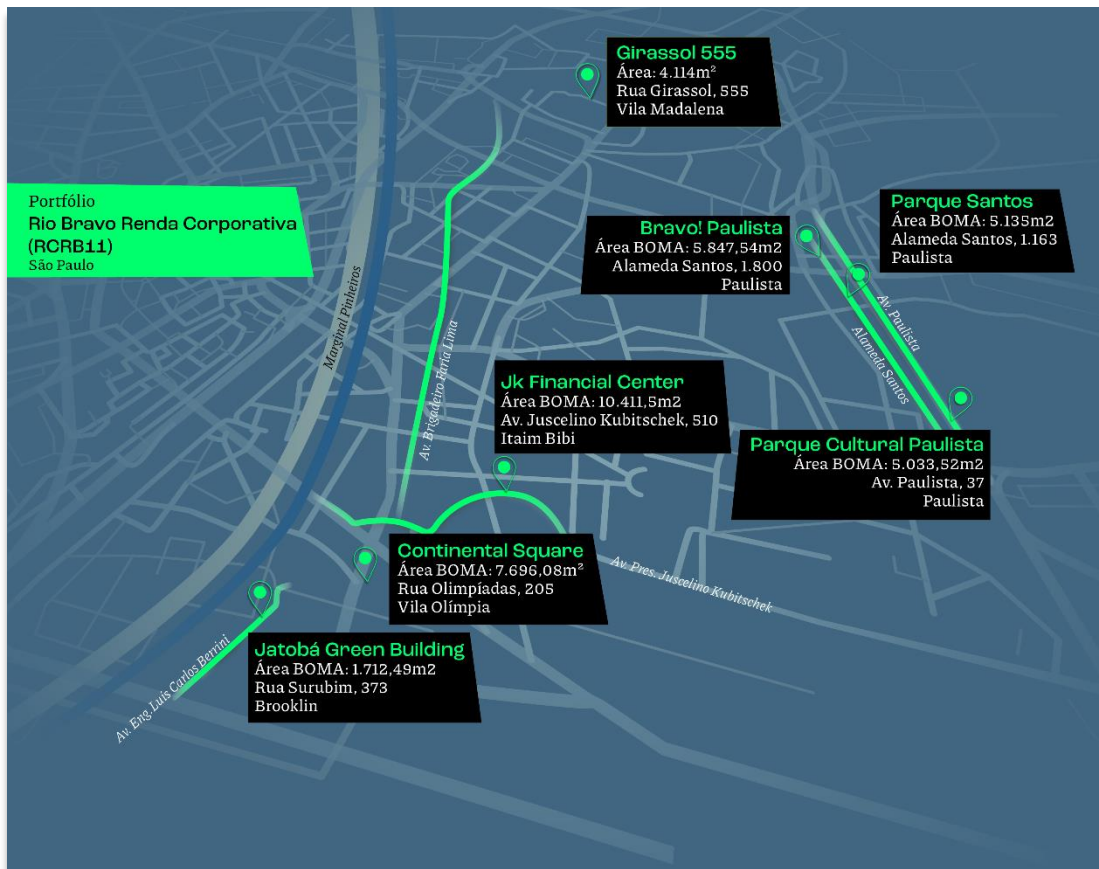 Girassol 555
Área: 4.114m²
Rua Girassol, 555
Vila Madalena
Portfólio
Rio Bravo Renda Corporativa
(RCRB11)
São Paulo
Parque Santos
Área BOMA: 5.135m2
Alameda Santos, 1.163
Paulista
Bravo! Paulista
Área BOMA: 5.847,54m2
Alameda Santos, 1.800
Paulista
Marginal Pinheiros
Av. Brigadeiro Faria Lima
Av. Paulista
Alameda Santos
Jk Financial Center
Área BOMA: 10.411,5m2
Av. Juscelino Kubitschek, 510
Itaim Bibi
Parque Cultural Paulista
Área BOMA: 5.033,52m2
Av. Paulista, 37
Paulista
Continental Square
Área BOMA: 7.696,08m²
Rua Olimpíadas, 205
Vila Olímpia
Av. Pres. Juscelino Kubitschek
Jatobá Green Building
Área BOMA: 1.712,49m2
Rua Surubim, 373
Brooklin
Av. Eng. Luis Carlos Berrini